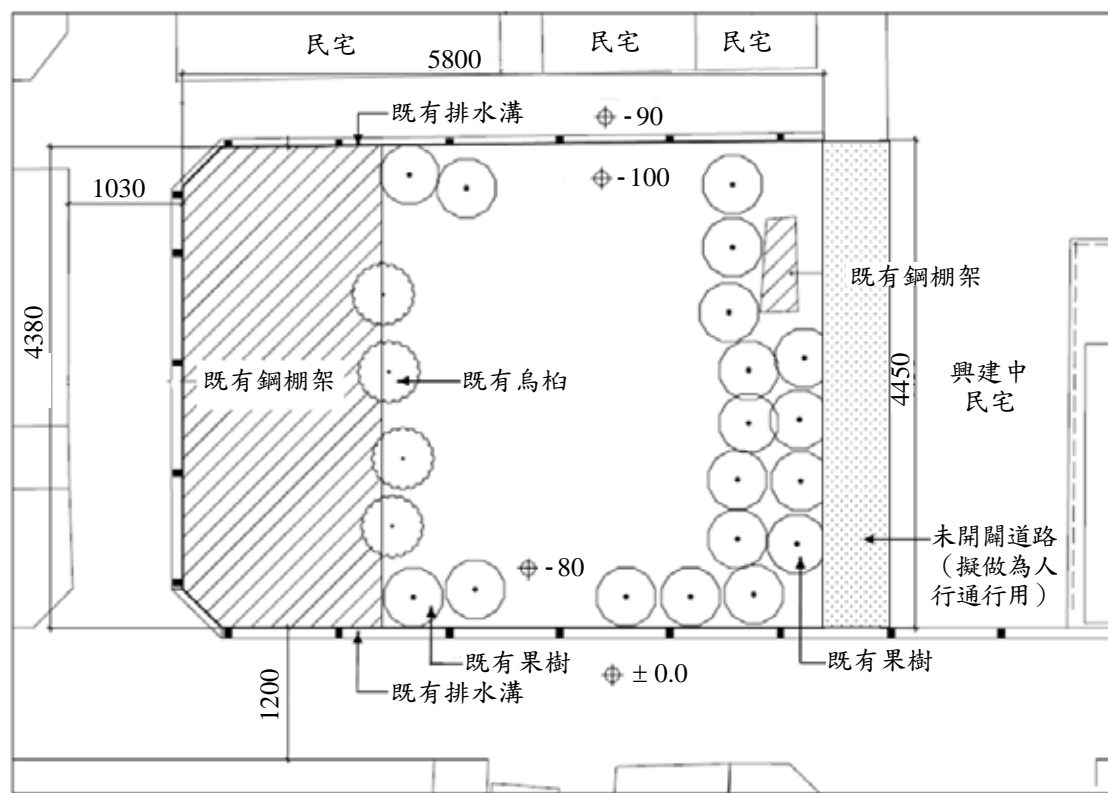 民宅
民宅
民宅
5800
既有排水溝
-90
-100
1030
既有鋼棚架
4380
既有鋼棚架
既有烏桕
4450
興建中
民宅
未開闢道路
（擬做為人
行通行用）
-80
既有果樹
既有果樹
既有排水溝
± 0.0
1200